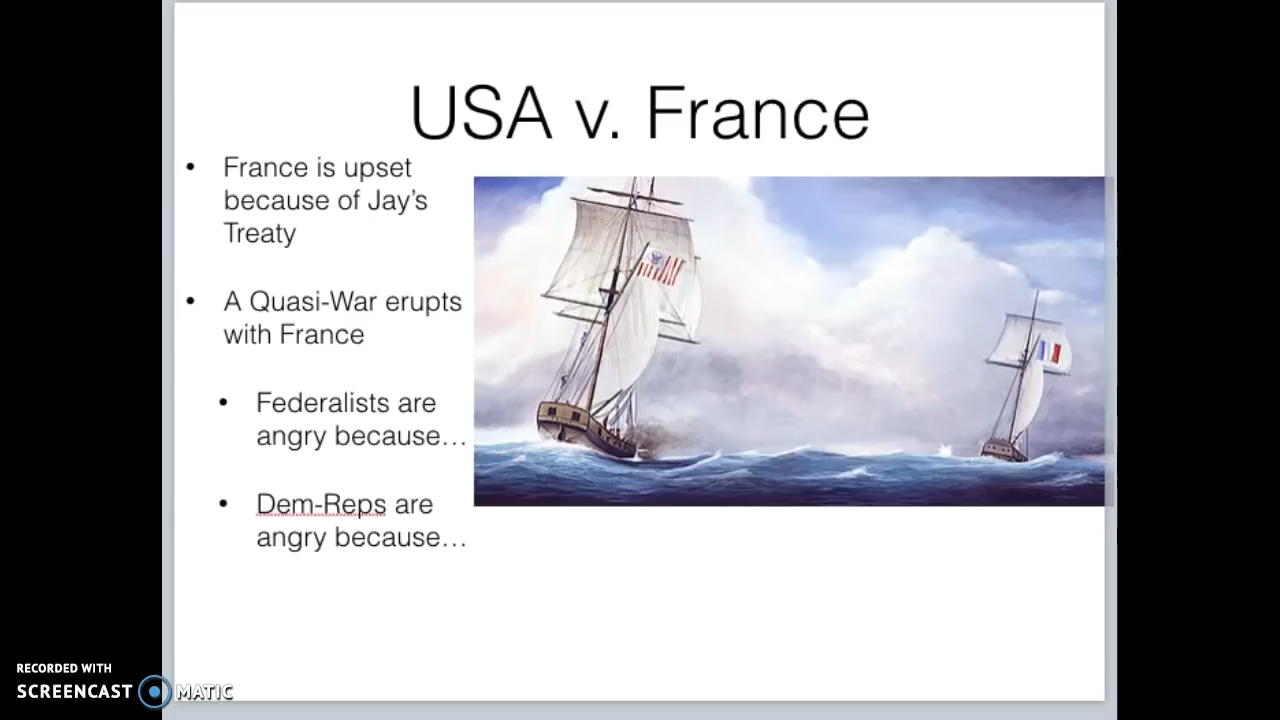 USA v. France
• France is upset
because of Jay’s
Treaty
• A Quasi-War erupts
with France
• Federalists are
angry because…
• Dem-Reps are
angry because…
RECORDED WITH
SCREENCAST MATIC